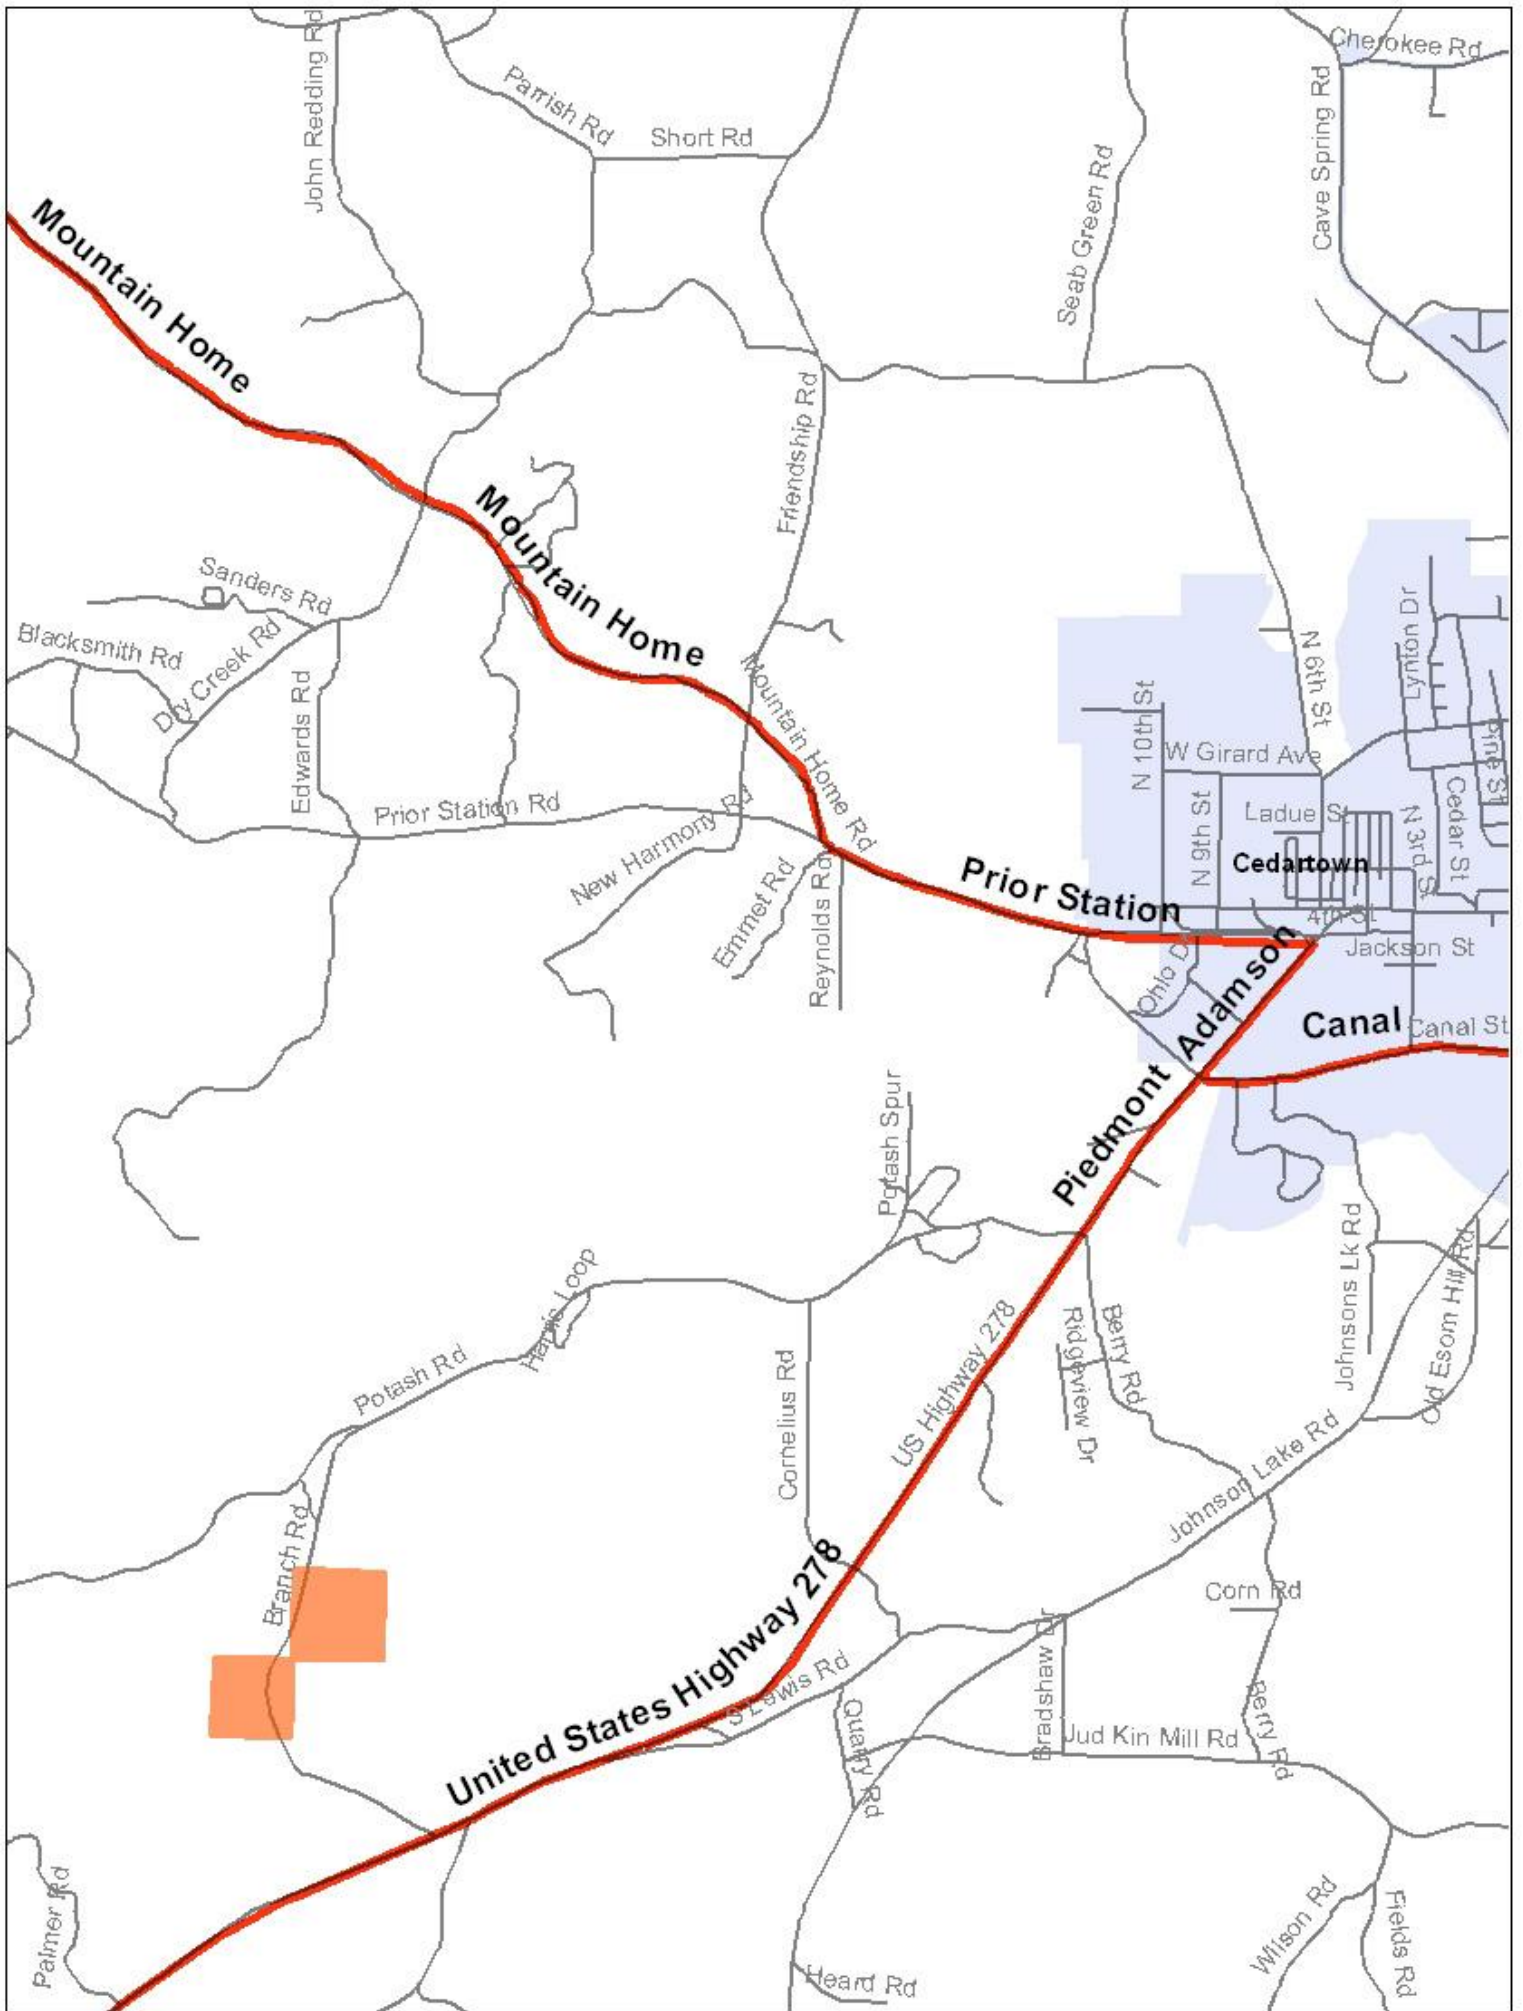 Cherokee Rd
John Redding Rd
Parrish Rd
Short Rd
Cave Spring Rd
Seab Green Rd
Mountain Home
Friendship Rd
Mountain Home
Sanders Rd
Blacksmith Rd
Dry Creek Rd
Edwards Rd
Mountain Home Rd
N 6th St
Lynton Dr
N 10th St
W Girard Ave
Pine St
Prior Station Rd
New Harmony Rd
N 9th St
Ladue St
N 3rd St
Cedar St
Cedartown
Prior Station
Emmet Rd
Reynolds Rd
4th St
Jackson St
Ohio Dr
Adamson
Canal
Canal St
Piedmont
Potash Spur
Harris Loop
Johnsons Lk Rd
Old Esom Hill Rd
Potash Rd
Cornelius Rd
US Highway 278
Ridgeview Dr
Berry Rd
Johnson Lake Rd
Branch Rd
Corn Rd
United States Highway 278
S Lewis Rd
Bradshaw Dr
Quarry Rd
Jud Kin Mill Rd
Berry Rd
Palmer Rd
Wilson Rd
Fields Rd
Heard Rd